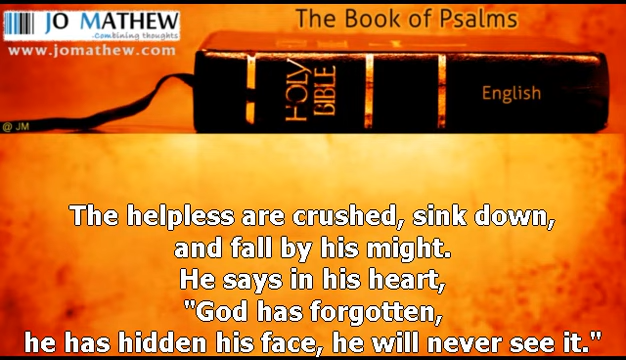 JO MATHEW
.Combining thoughts
www.jomathew.com
The Book of Psalms
HOLY
BIBLE
English
@ JM
The helpless are crushed, sink down,
and fall by his might.
He says in his heart,
"God has forgotten,
he has hidden his face, he will never see it."